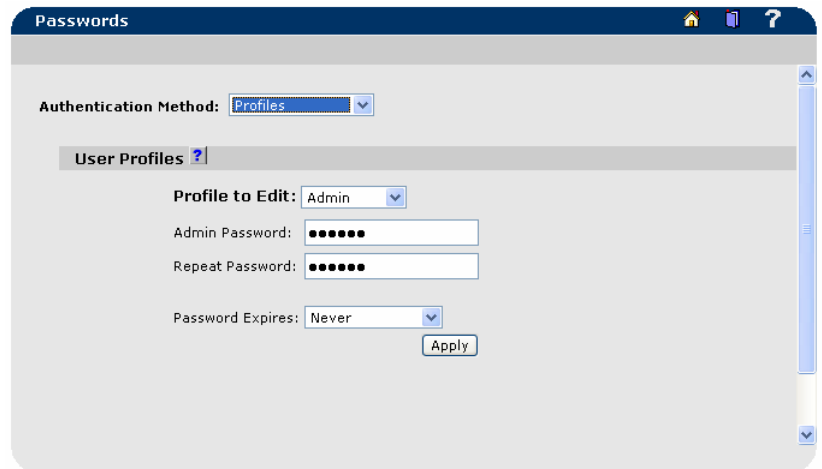 Passwords ?
Authentication Method: Profiles
User Profiles ?
Profile to Edit: Admin
Admin Password: ●●●●●●
Repeat Password: ●●●●●●
Password Expires: Never
Apply